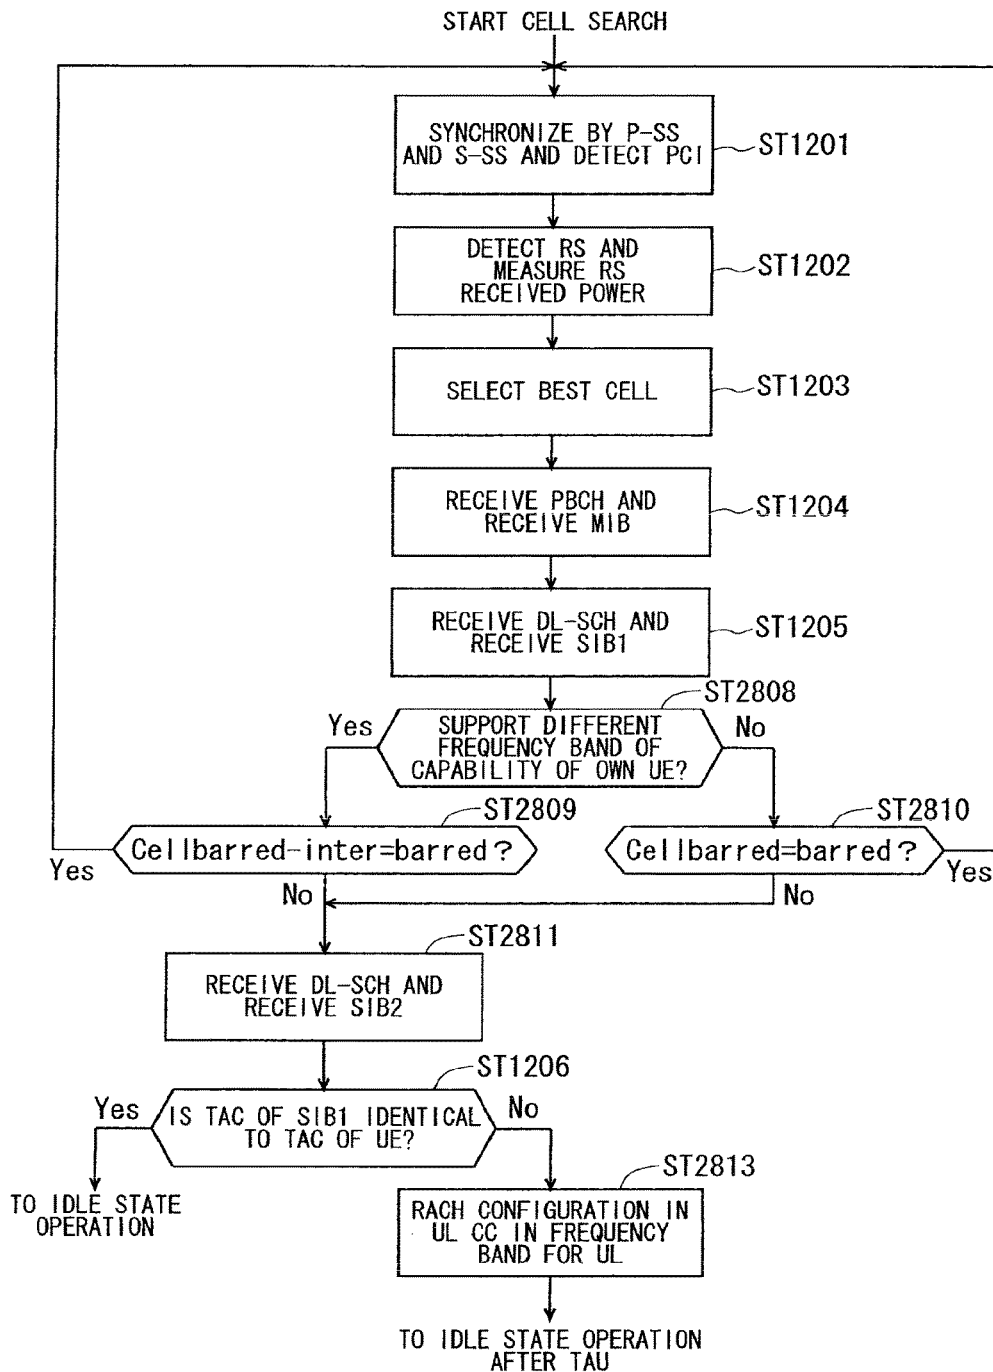 START CELL SEARCH
SYNCHRONIZE BY P-SS
AND S-SS AND DETECT PCI
ST1201
DETECT RS AND
MEASURE RS
RECEIVED POWER
ST1202
SELECT BEST CELL
ST1203
RECEIVE PBCH AND
RECEIVE MIB
ST1204
RECEIVE DL-SCH AND
RECEIVE SIB1
ST1205
ST2808
Yes
SUPPORT DIFFERENT
FREQUENCY BAND OF
CAPABILITY OF OWN UE?
No
ST2809
Cellbarred-inter=barred?
Yes
No
ST2810
Cellbarred=barred?
Yes
No
ST2811
RECEIVE DL-SCH AND
RECEIVE SIB2
ST1206
Yes
IS TAC OF SIB1 IDENTICAL
TO TAC OF UE?
No
TO IDLE STATE
OPERATION
ST2813
RACH CONFIGURATION IN
UL CC IN FREQUENCY
BAND FOR UL
TO IDLE STATE OPERATION
AFTER TAU